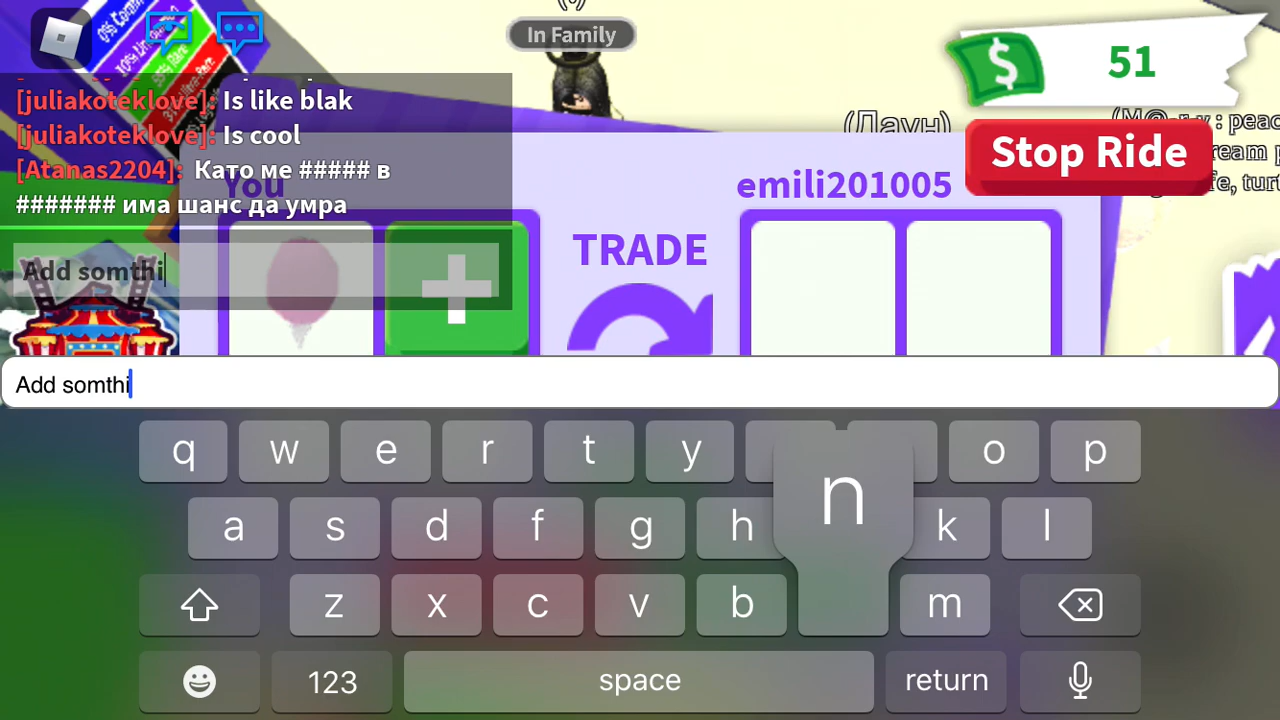 In Family
51
[juliakoteklove]: Is like blak
[juliakoteklove]: Is cool
[Atanas2204]: Като ме ##### в
####### има шанс да умра
You
emili201005
(Даун)
Stop Ride
TRADE
Add somthi
Add somthi
q w e r t y o p
a s d f g h k l
n
z x c v b m
123 space return